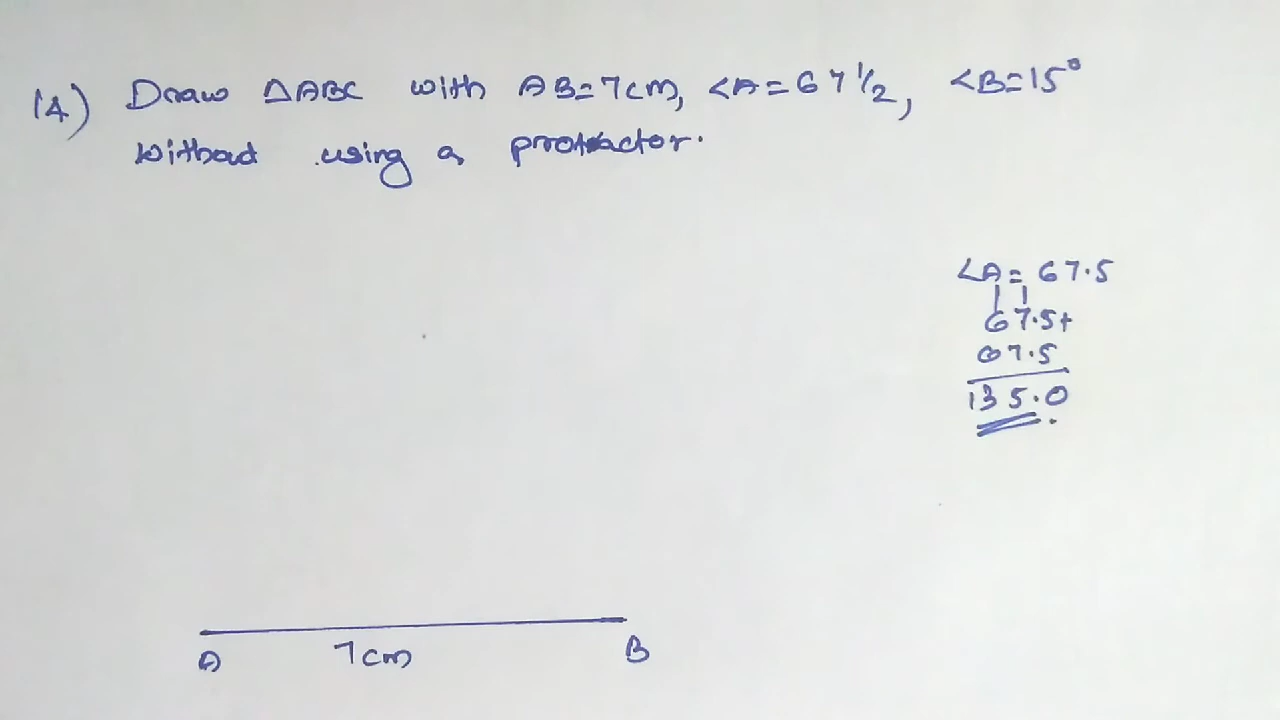 14) Draw △ABC with AB=7cm, <A=67½, <B=15°
without using a protractor.
<A=67.5
67.5+
67.5
135.0
7cm
A B